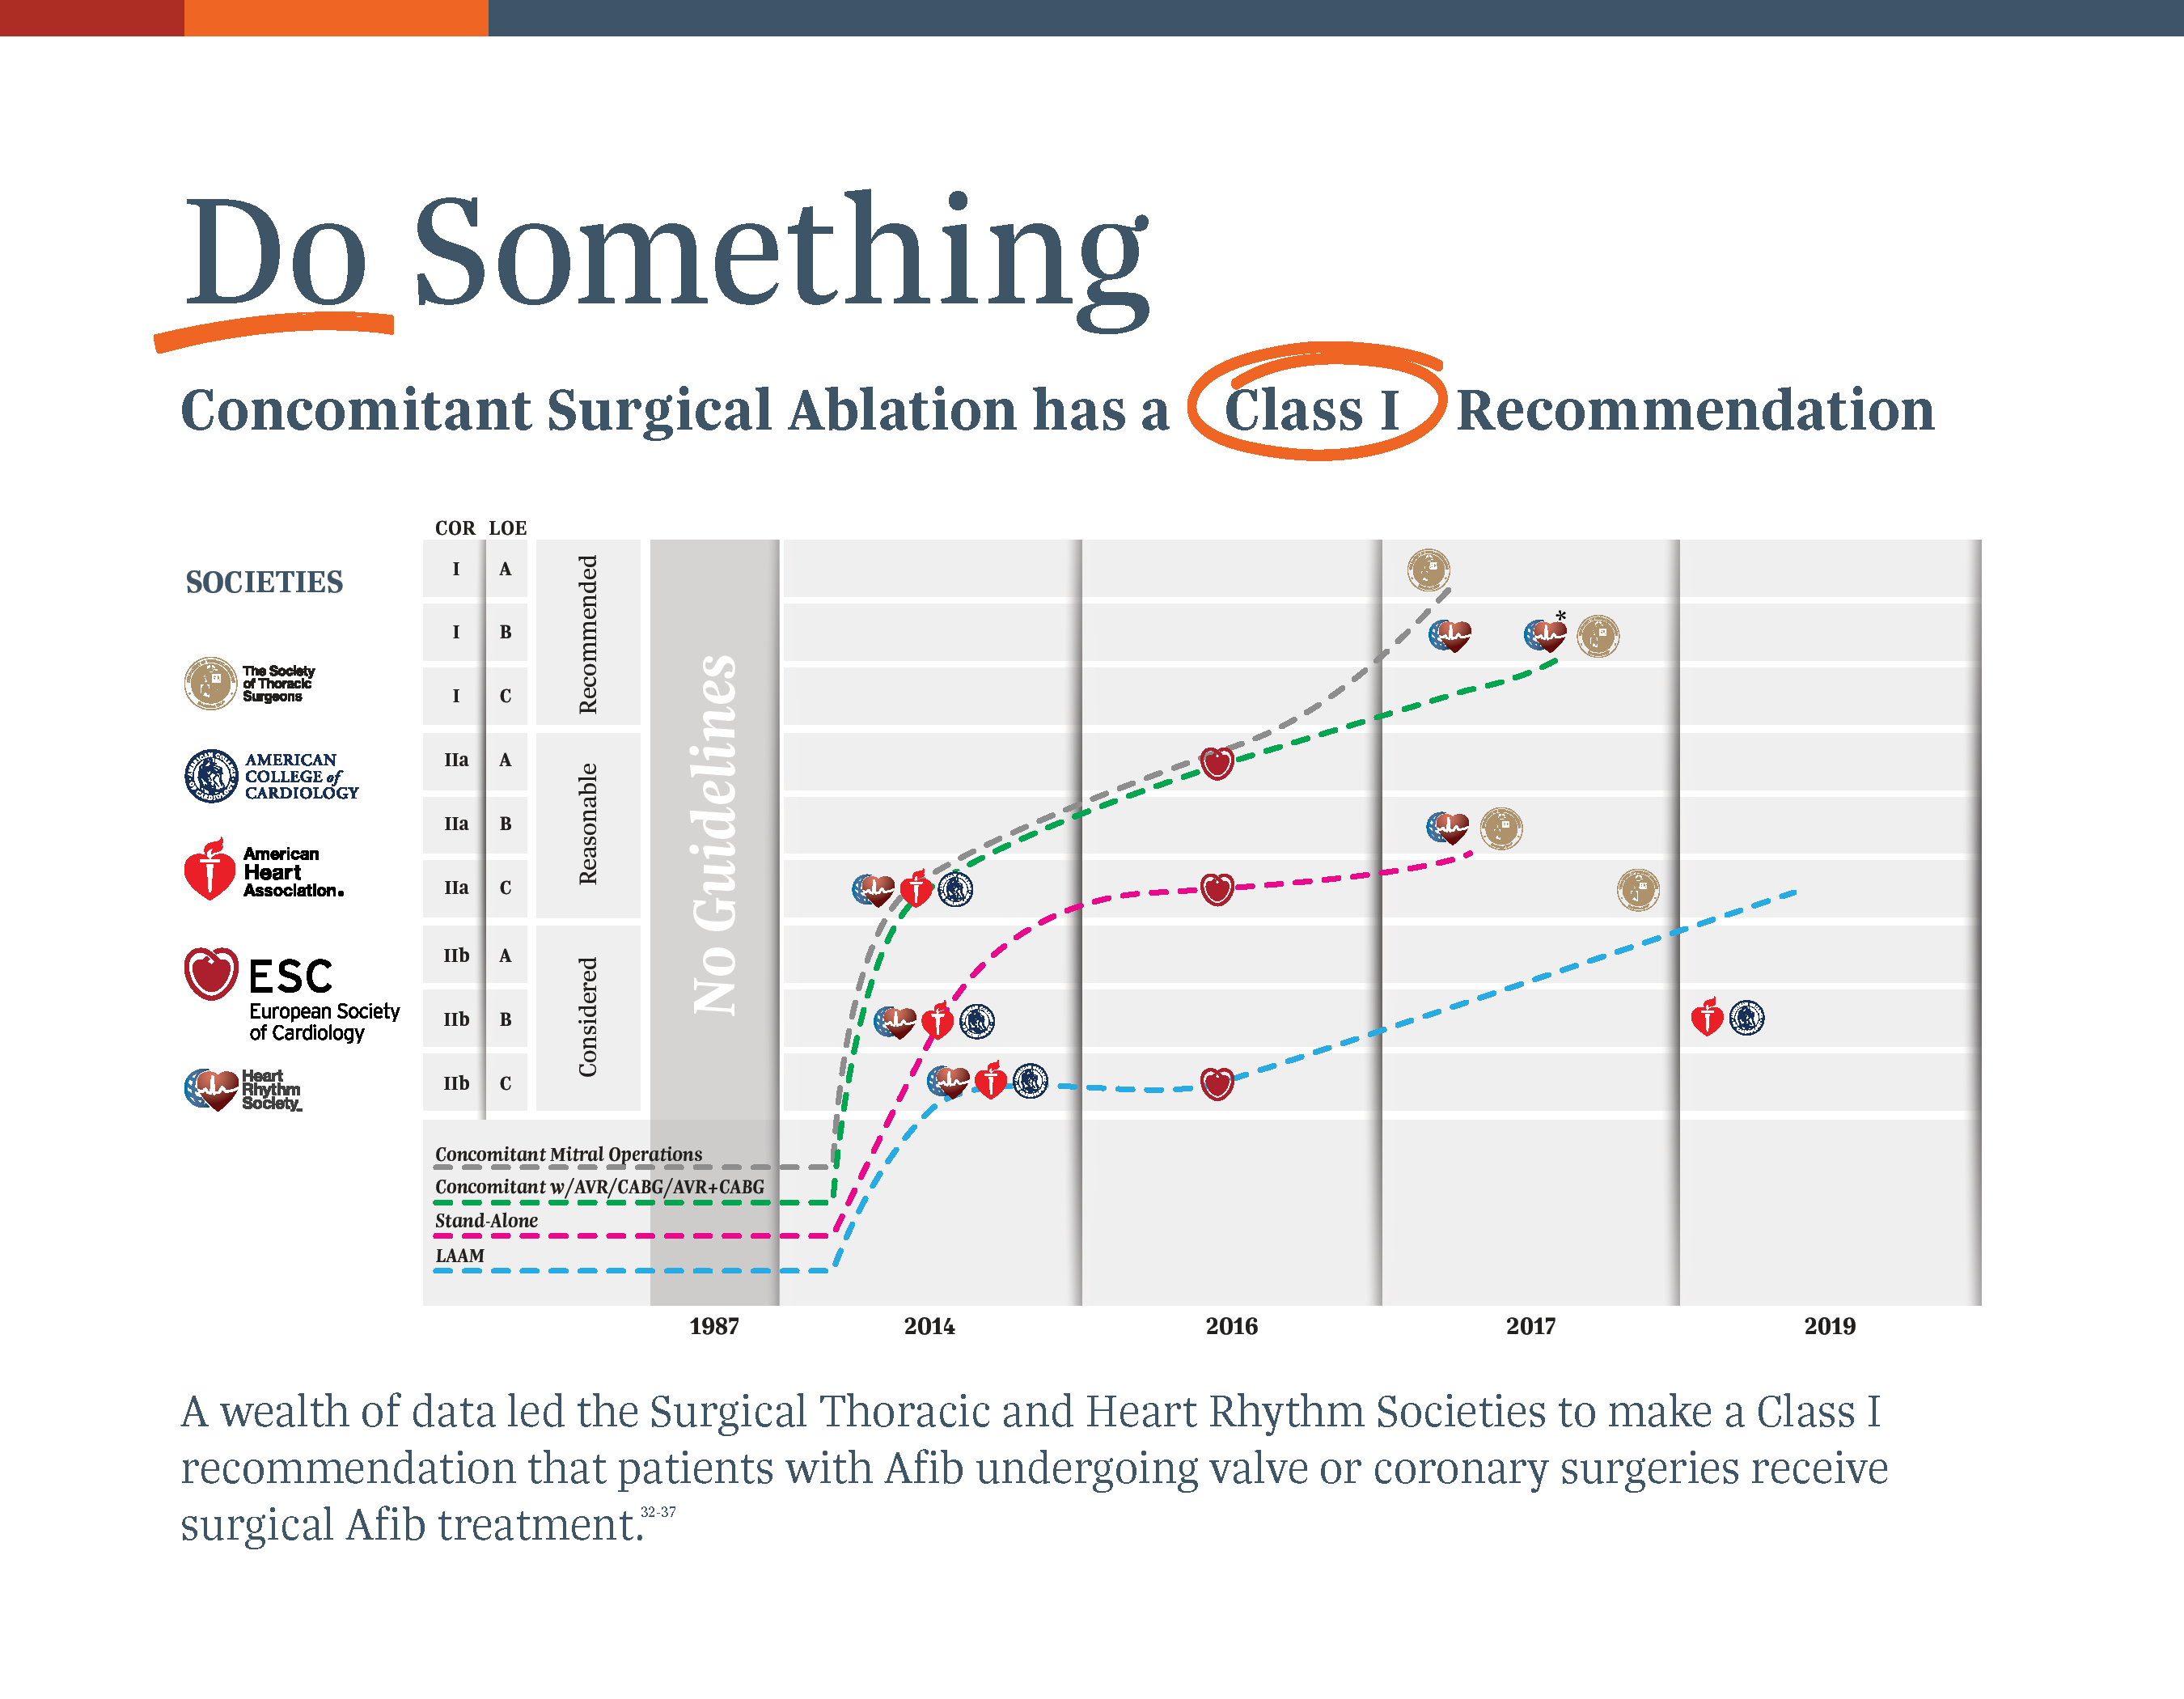 Do Something
Concomitant Surgical Ablation has a Class I Recommendation
COR LOE
SOCIETIES
The Society
of Thoracic
Surgeons
AMERICAN
COLLEGE of
CARDIOLOGY
American
Heart
Association.
ESC
European Society
of Cardiology
Heart
Rhythm
Society
I A
I B
I C
IIa A
IIa B
IIa C
IIb A
IIb B
IIb C
Recommended
Reasonable
Considered
No Guidelines
*
Concomitant Mitral Operations
Concomitant w/AVR/CABG/AVR+CABG
Stand-Alone
LAAM
1987 2014 2016 2017 2019
A wealth of data led the Surgical Thoracic and Heart Rhythm Societies to make a Class I
recommendation that patients with Afib undergoing valve or coronary surgeries receive
surgical Afib treatment.32-37